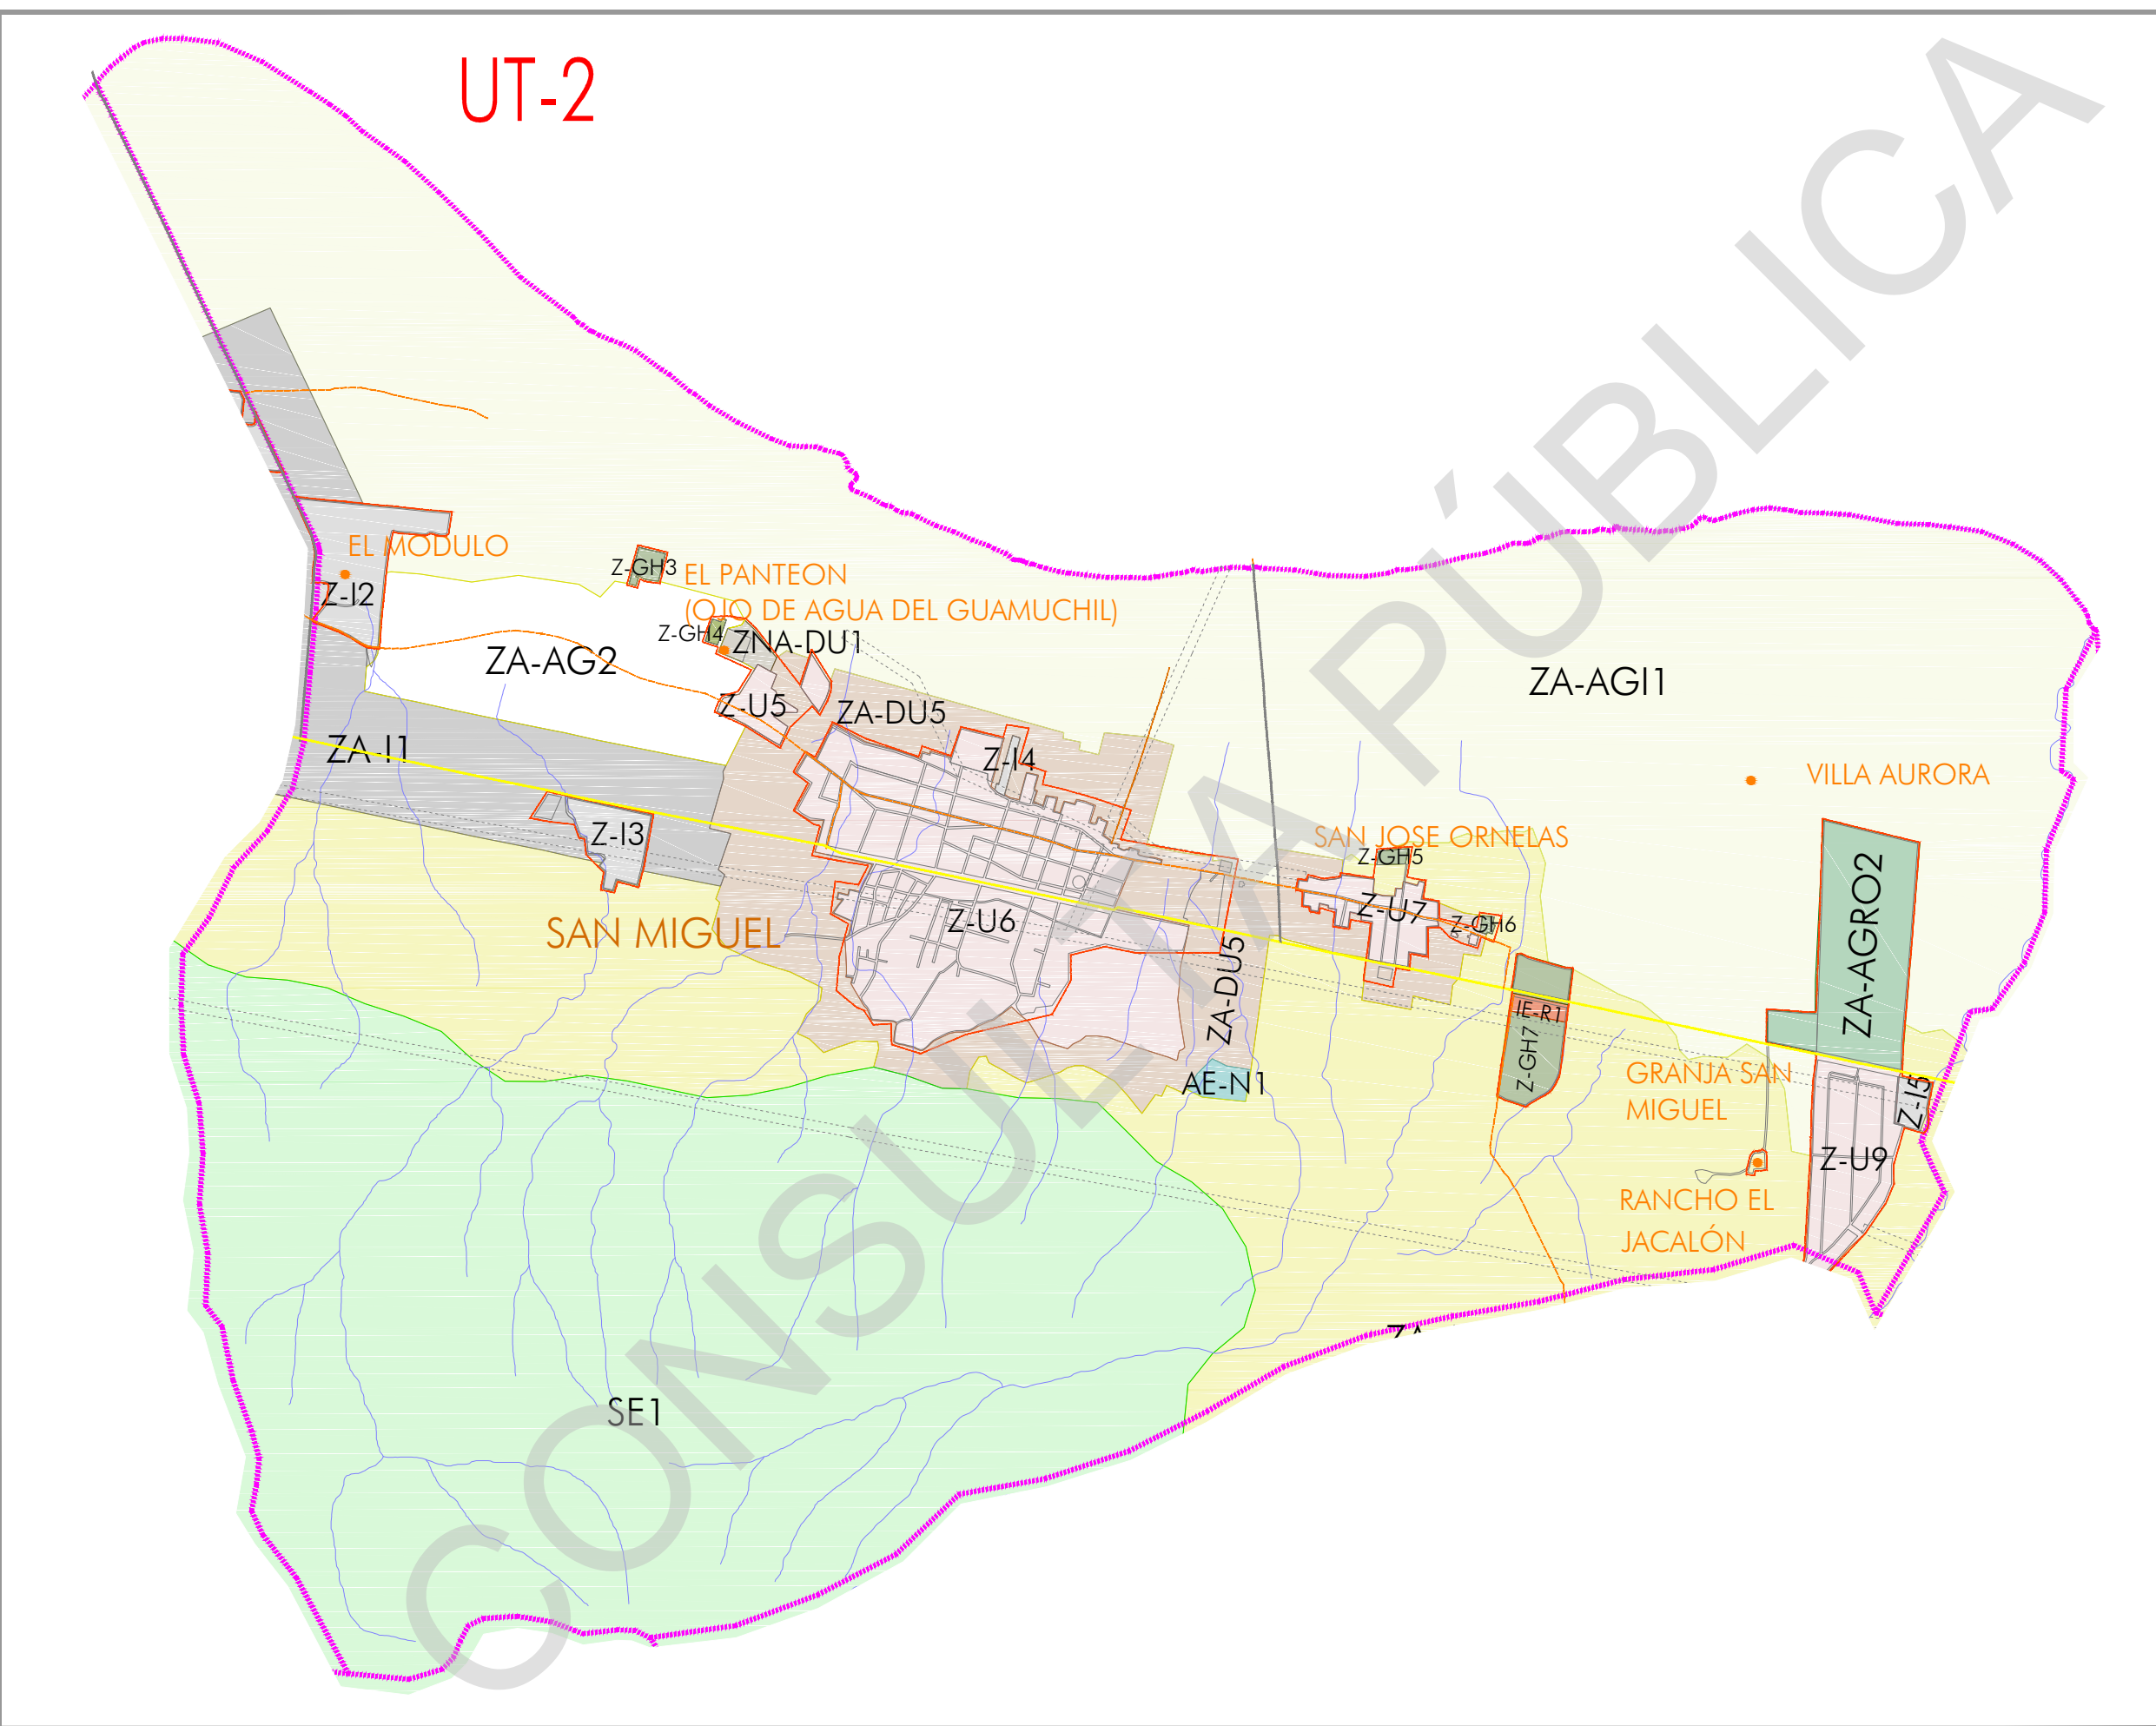 UT-2
CONSULTA PÚBLICA
EL MODULO
Z-I2
Z-GH3
EL PANTEON
(OJO DE AGUA DEL GUAMUCHIL)
Z-GH4
ZNA-DU1
ZA-AG2
ZA-AGI1
Z-U5
ZA-DU5
ZA-I1
Z-I4
VILLA AURORA
Z-I3
SAN JOSE ORNELAS
Z-GH5
SAN MIGUEL
Z-U6
Z-U7
Z-GH6
ZA-AGRO2
ZA-DU5
IE-R1
Z-GH7
AE-N1
GRANJA SAN
MIGUEL
Z-I5
Z-U9
RANCHO EL
JACALÓN
SE1